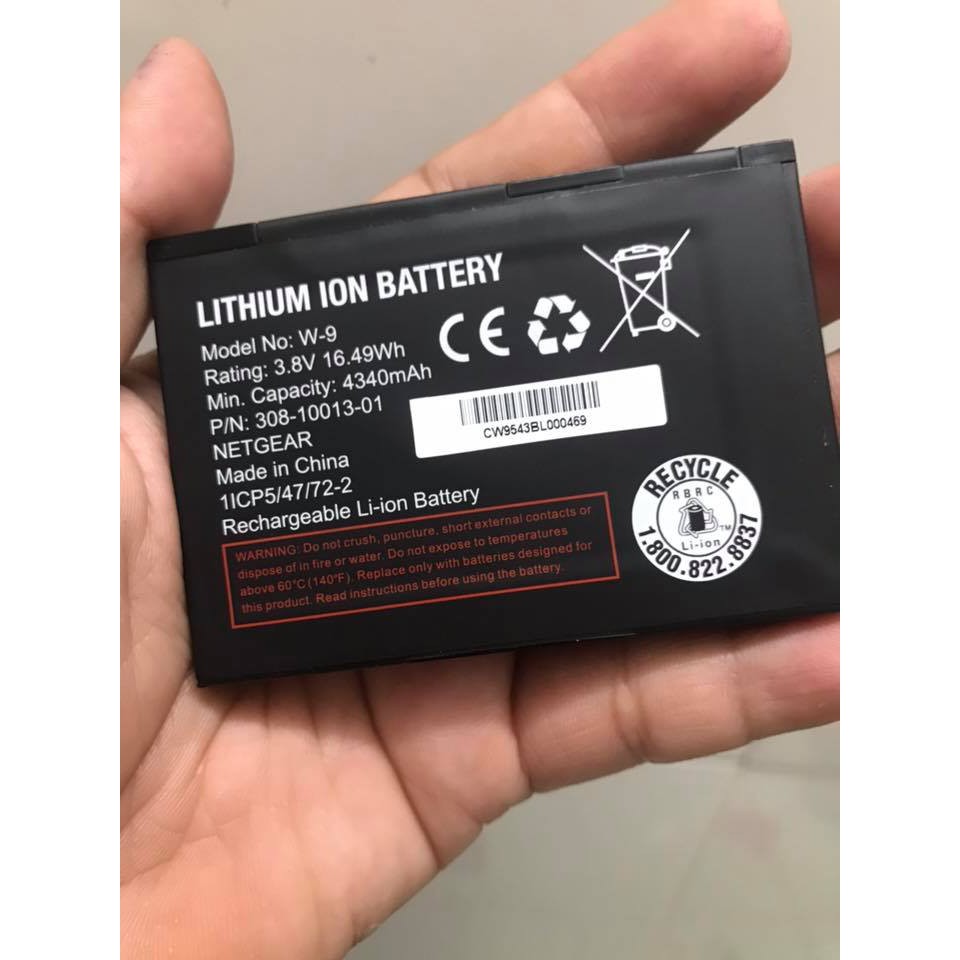 LITHIUM ION BATTERY
Model No: W-9
Rating: 3.8V 16.49Wh
Min. Capacity: 4340mAh
P/N: 308-10013-01
NETGEAR
Made in China
1ICP5/47/72-2
Rechargeable Li-ion Battery
WARNING: Do not crush, puncture, short external contacts or
dispose of in fire or water. Do not expose to temperatures
above 60°C (140°F). Replace only with batteries designed for
this product. Read instructions before using the battery.
CE
CW9543BL000469
RECYCLE
RBRC
TM
Li-ion
1.800.822.8837